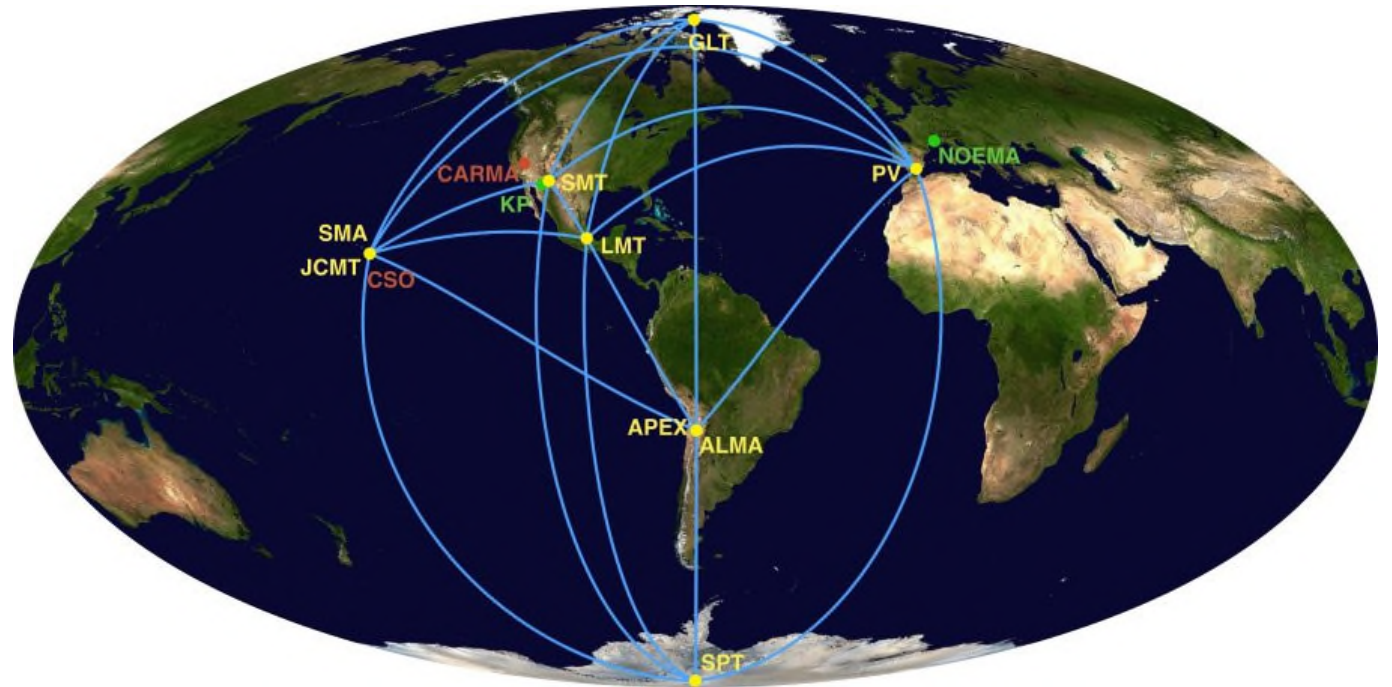 GLT
NOEMA
PV
CARMA
SMT
KP
SMA
LMT
JCMT
CSO
APEX
ALMA
SPT